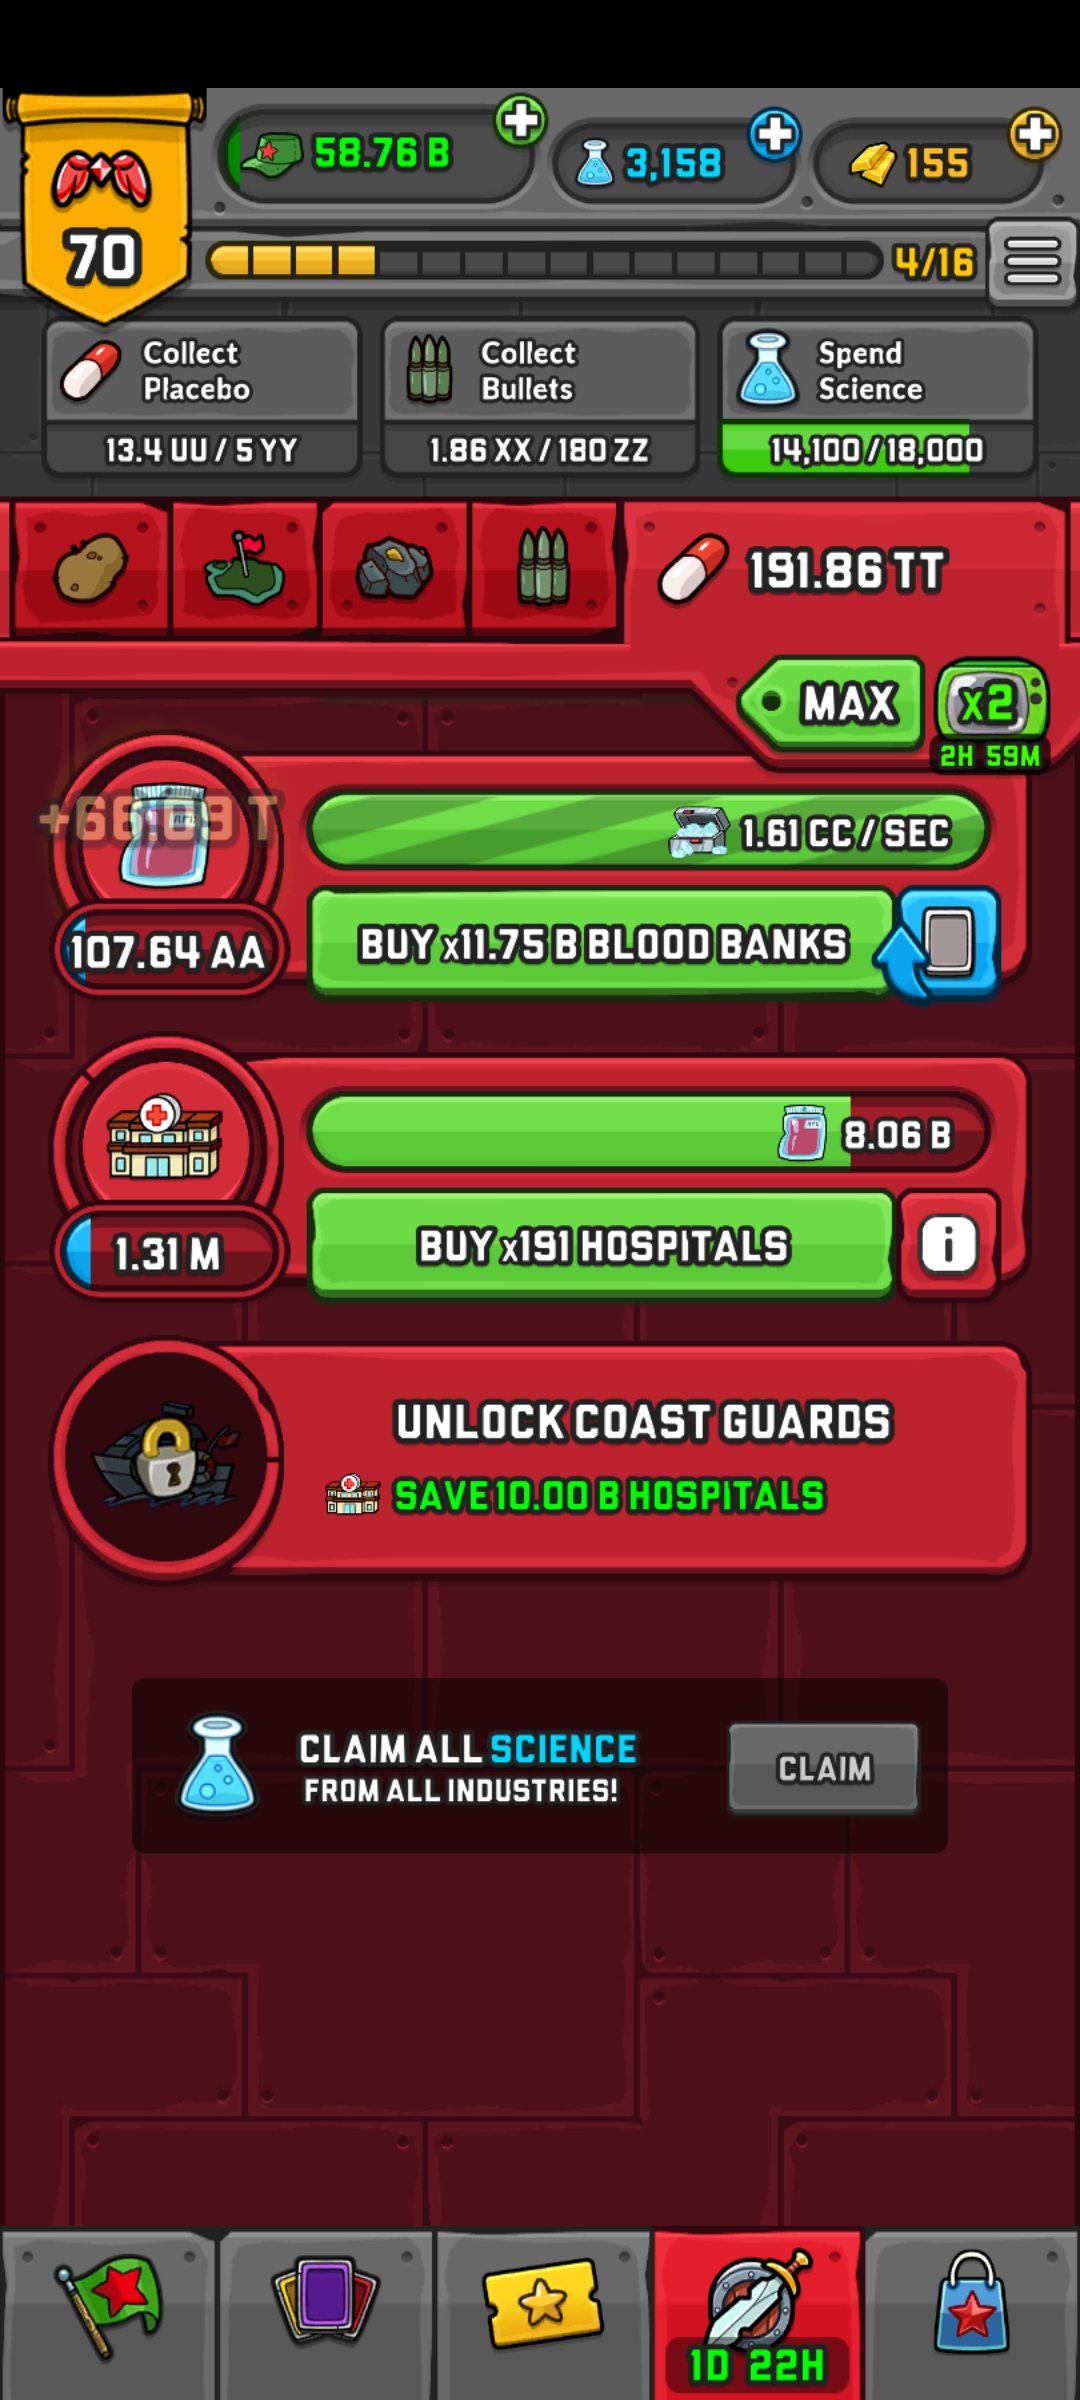 58.76 B
3,158
155
70
4/16
Collect
Placebo
13.4 UU / 5 YY
Collect
Bullets
1.86 XX / 180 ZZ
Spend
Science
14,100 / 18,000
191.86 TT
MAX
x2
2H 59M
+66.69 T
1.61 CC / SEC
107.64 AA
BUY x11.75 B BLOOD BANKS
8.06 B
1.31 M
BUY x191 HOSPITALS
i
UNLOCK COAST GUARDS
SAVE 10.00 B HOSPITALS
CLAIM ALL SCIENCE
FROM ALL INDUSTRIES!
CLAIM
1D 22H